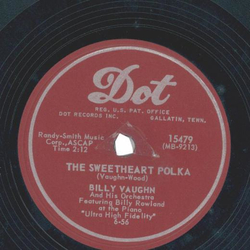 Dot
REG. U.S. PAT. OFFICE
DOT RECORDS INC. GALLATIN, TENN.
Randy-Smith Music
Corp., ASCAP
Time 2:12
15479
(MB-9213)
THE SWEETHEART POLKA
(Vaughn-Wood)
BILLY VAUGHN
And His Orchestra
Featuring Billy Rowland
at the Piano
"Ultra High Fidelity"
8-56